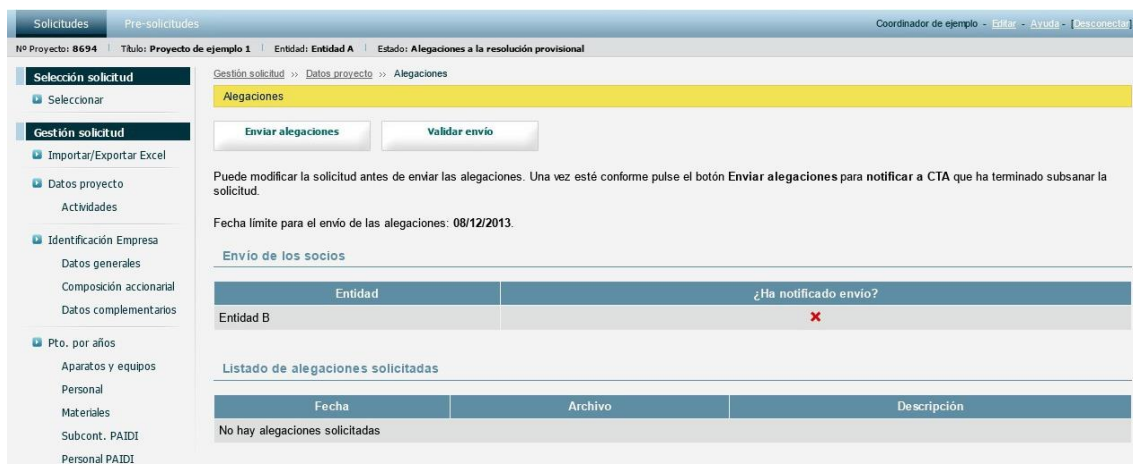 Solicitudes Pre-solicitudes Coordinador de ejemplo - Editar - Ayuda - [Desconectar]
Nº Proyecto: 8694 Título: Proyecto de ejemplo 1 Entidad: Entidad A Estado: Alegaciones a la resolución provisional
Selección solicitud
Seleccionar
Gestión solicitud
Importar/Exportar Excel
Datos proyecto
Actividades
Identificación Empresa
Datos generales
Composición accionarial
Datos complementarios
Pto. por años
Aparatos y equipos
Personal
Materiales
Subcont. PAIDI
Personal PAIDI
Gestión solicitud >> Datos proyecto >> Alegaciones
Alegaciones
Enviar alegaciones Validar envío
Puede modificar la solicitud antes de enviar las alegaciones. Una vez esté conforme pulse el botón Enviar alegaciones para notificar a CTA que ha terminado subsanar la
solicitud.
Fecha límite para el envío de las alegaciones: 08/12/2013.
Envío de los socios
Entidad ¿Ha notificado envío?
Entidad B
Listado de alegaciones solicitadas
Fecha Archivo Descripción
No hay alegaciones solicitadas